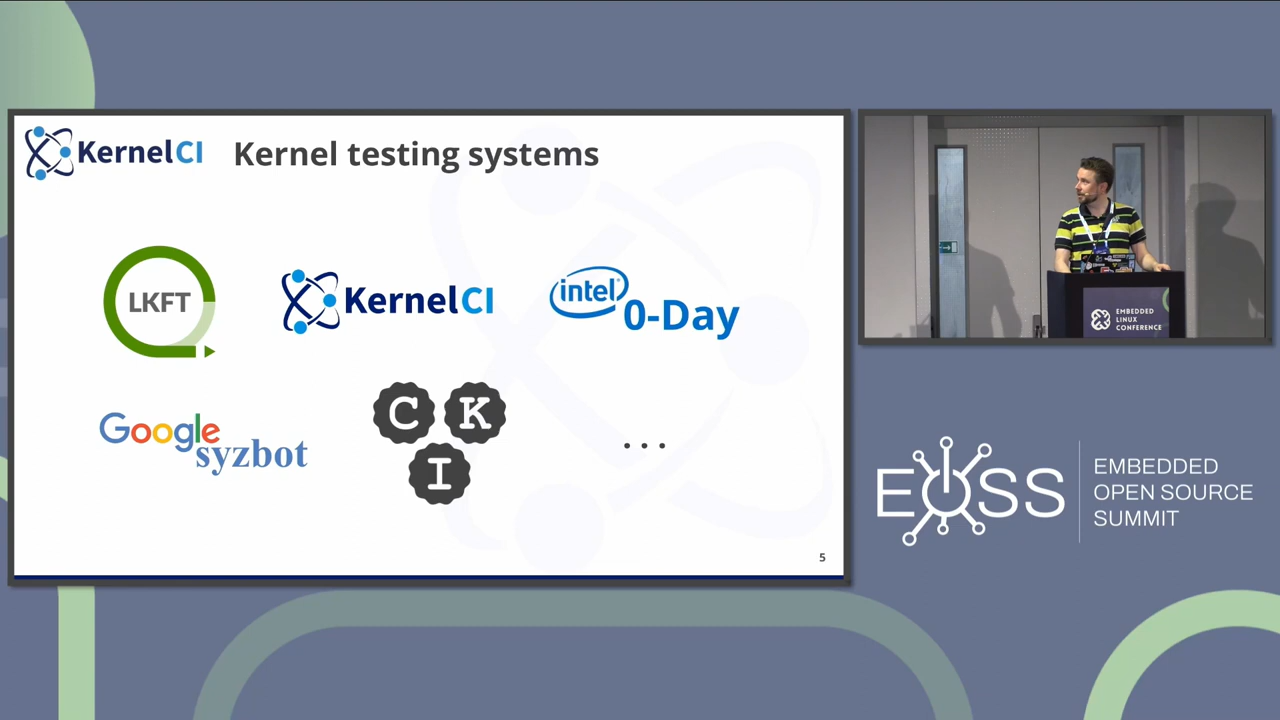 KernelCI
Kernel testing systems
LKFT
KernelCI
intel
0-Day
Google
syzbot
C K
I
...
5
EMBEDDED
LINUX
CONFERENCE
EOSS
EMBEDDED
OPEN SOURCE
SUMMIT